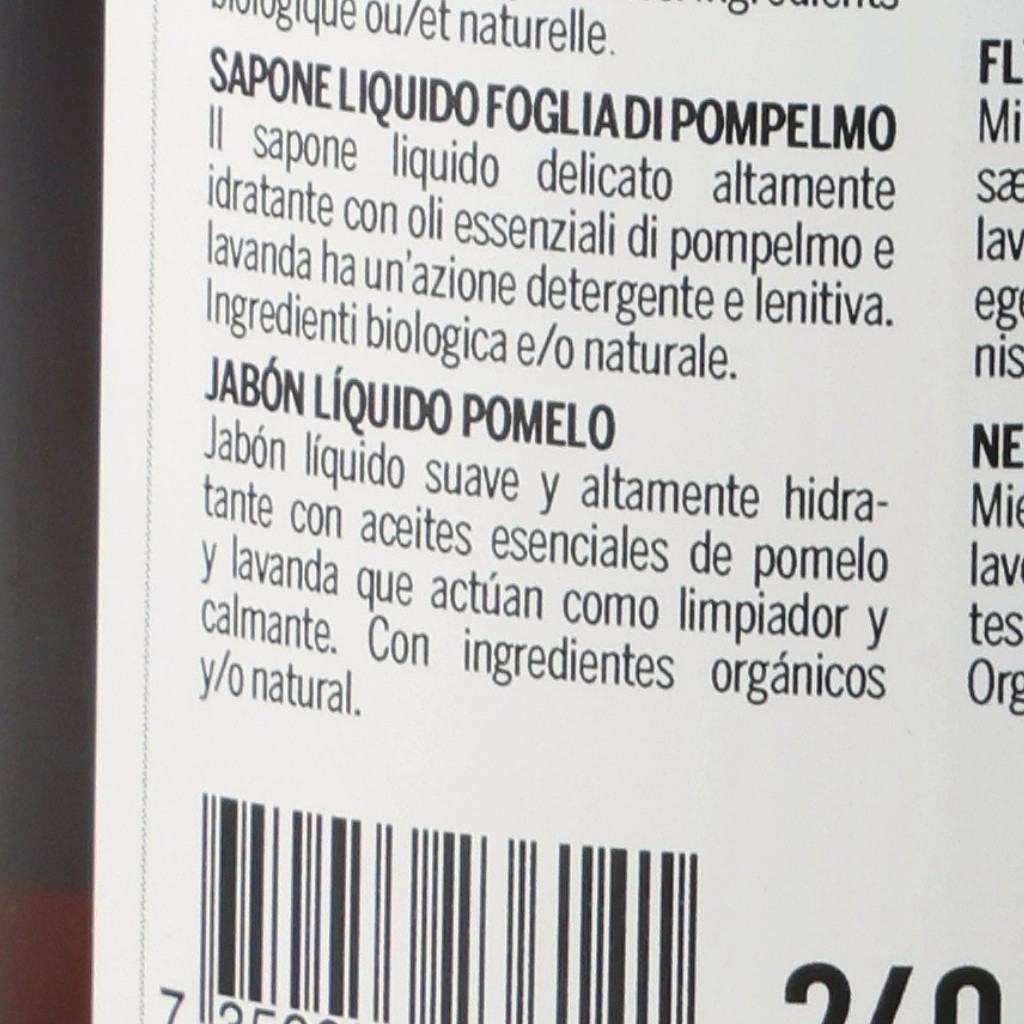 biologique ou/et naturelle.
SAPONE LIQUIDO FOGLIA DI POMPELMO
Il sapone liquido delicato altamente
idratante con oli essenziali di pompelmo e
lavanda ha un'azione detergente e lenitiva.
Ingredienti biologica e/o naturale.
JABÓN LÍQUIDO POMELO
Jabón líquido suave y altamente hidra-
tante con aceites esenciales de pomelo
y lavanda que actúan como limpiador y
calmante. Con ingredientes orgánicos
y/o natural.
7